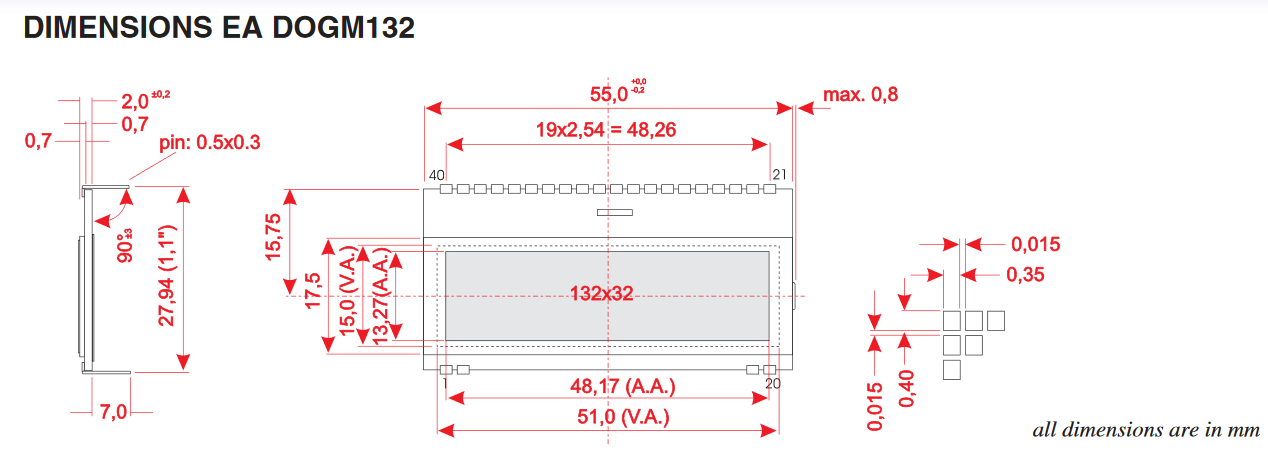 DIMENSIONS EA DOGM132
2,0 ±0,2
0,7
0,7
pin: 0.5x0.3
90° ±3
27,94 (1,1")
7,0
55,0 +0,0 -0,2
max. 0,8
19x2,54 = 48,26
40
21
15,75
17,5
15,0 (V.A.)
13,27(A.A.)
132x32
1
20
48,17 (A.A.)
51,0 (V.A.)
0,015
0,35
0,015
0,40
all dimensions are in mm